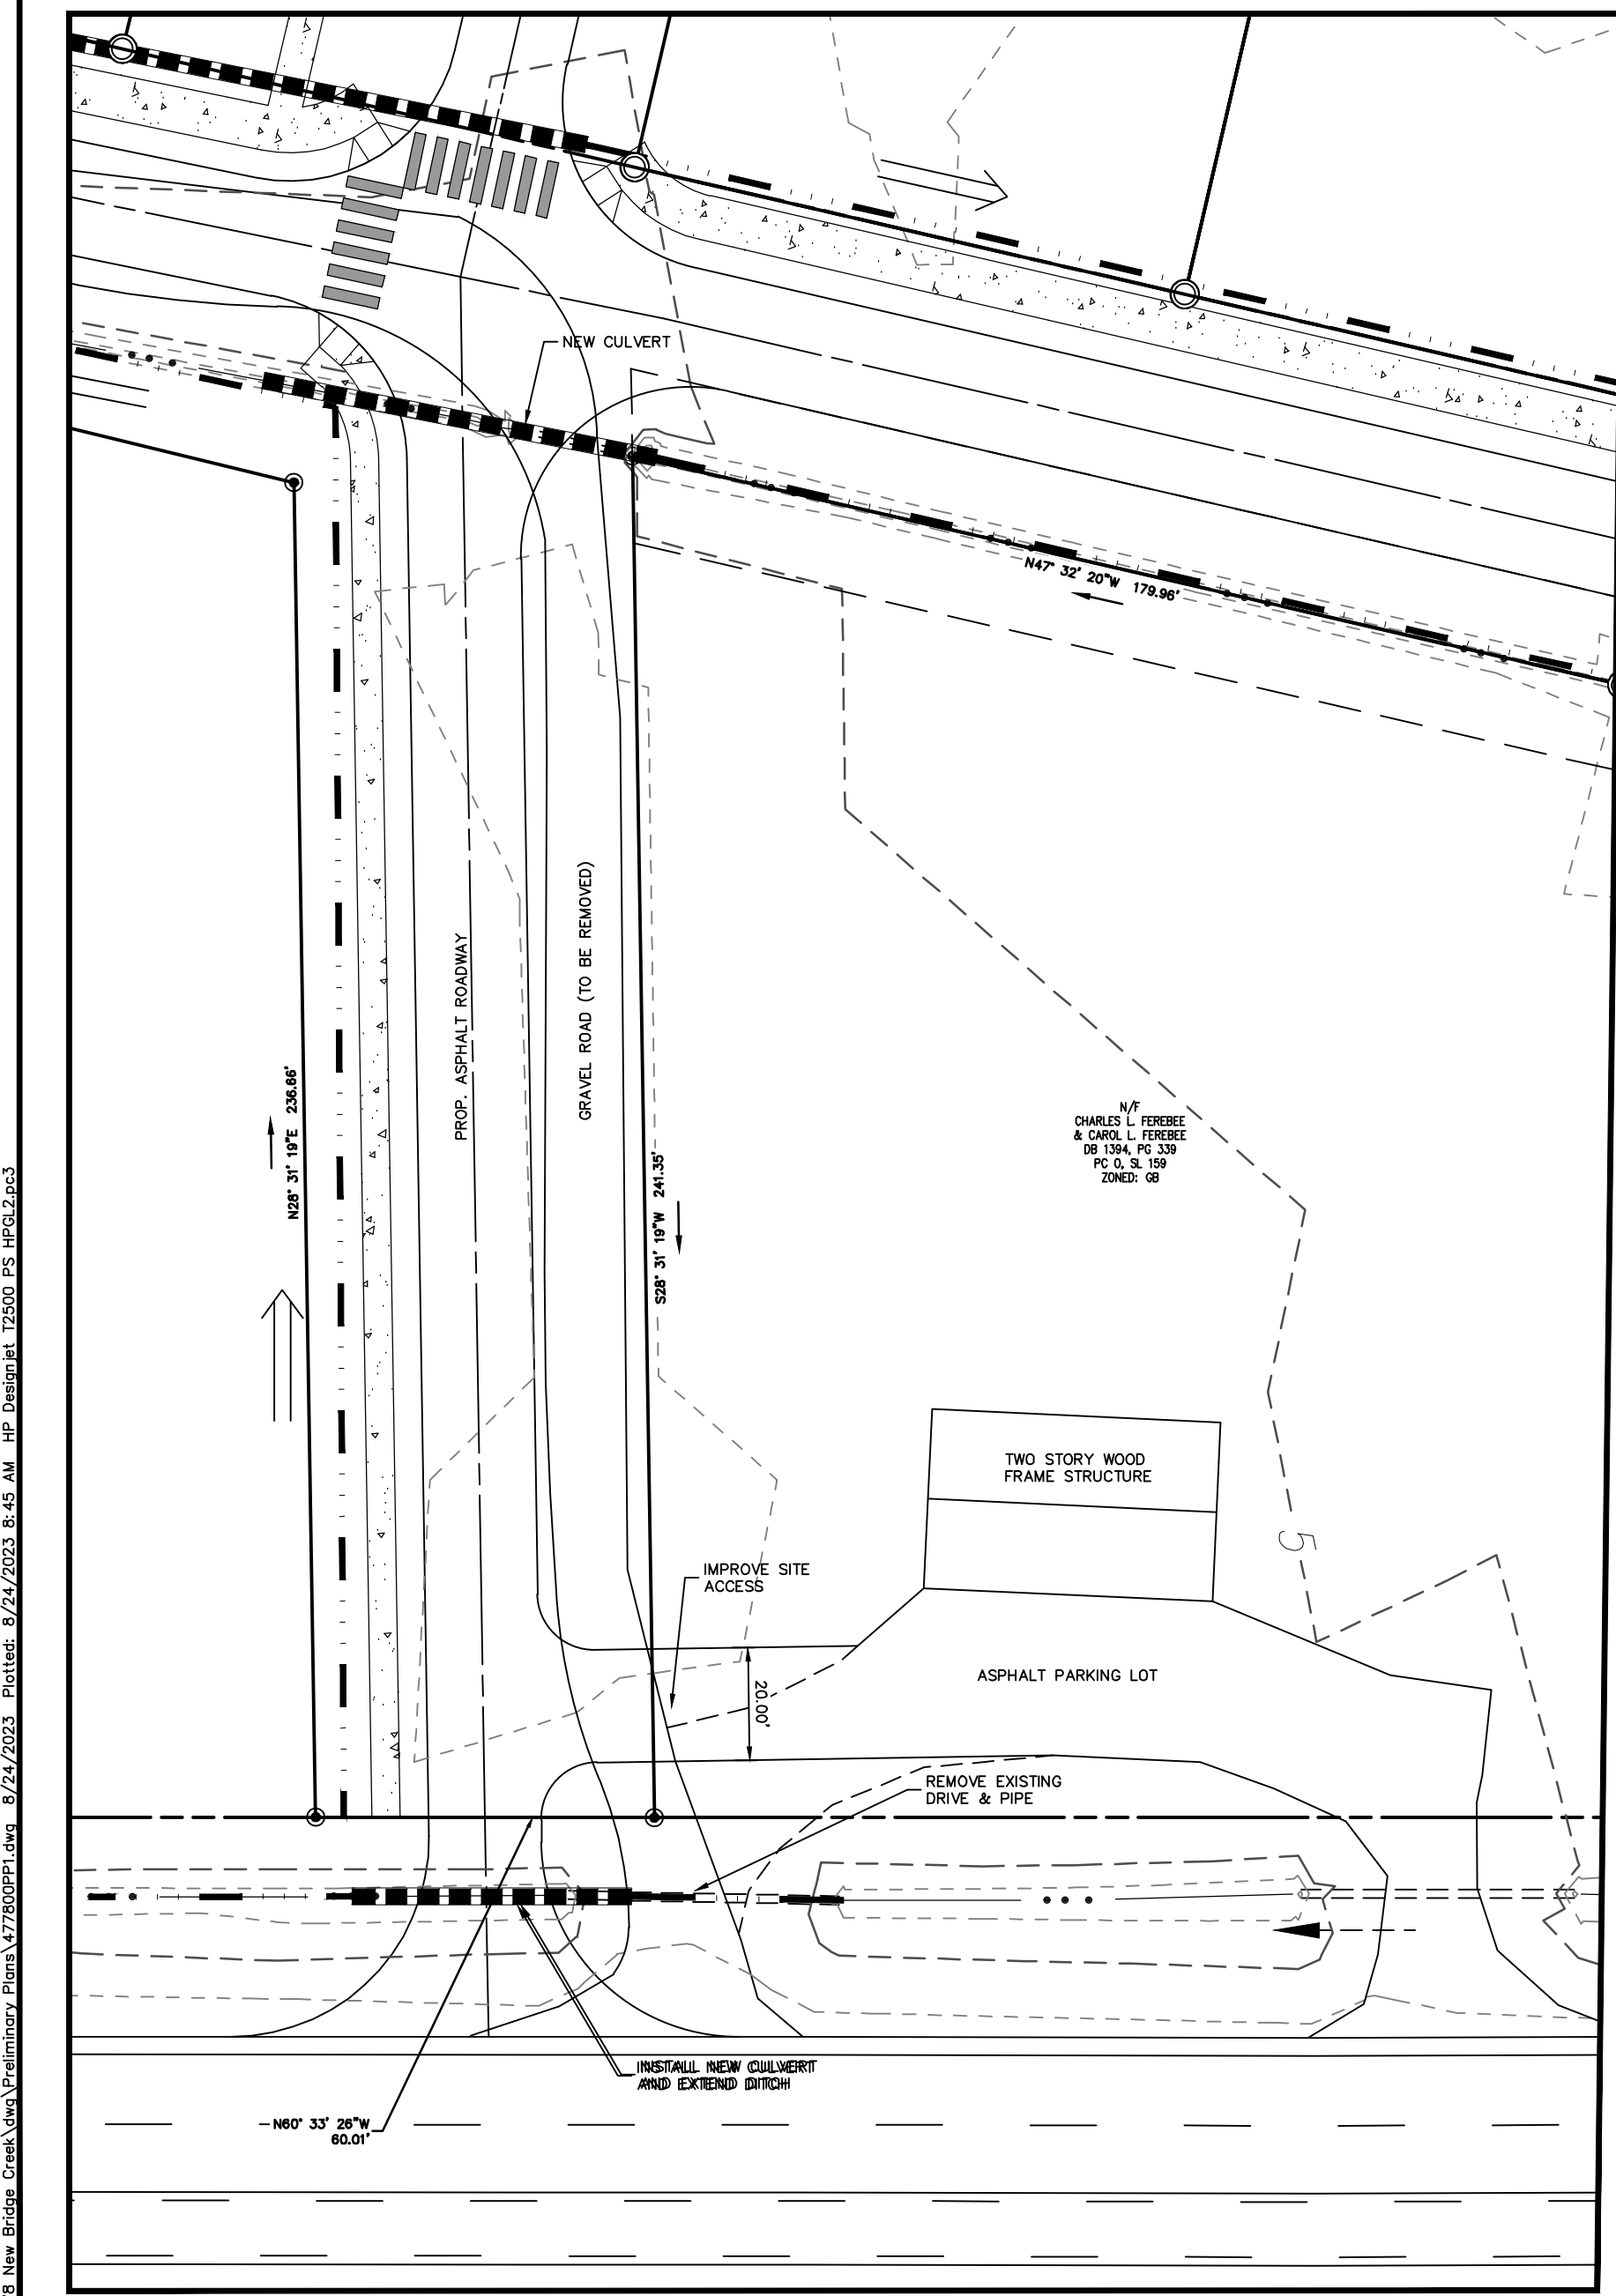 NEW CULVERT
N47° 32' 20"W 179.96'
PROP. ASPHALT ROADWAY
GRAVEL ROAD (TO BE REMOVED)
N28° 31' 19"E 236.66'
S28° 31' 19"W 241.35'
N/F
CHARLES L. FEREBEE
& CAROL L. FEREBEE
DB 1394, PG 339
PC O, SL 159
ZONED: GB
TWO STORY WOOD
FRAME STRUCTURE
5
IMPROVE SITE
ACCESS
20.00'
ASPHALT PARKING LOT
REMOVE EXISTING
DRIVE & PIPE
INSTALL NEW CULVERT
AND EXTEND DITCH
N60° 33' 26"W
60.01'
8 New Bridge Creek\dwg\Preliminary Plans\477800PP1.dwg 8/24/2023 Plotted: 8/24/2023 8:45 AM HP Designjet T2500 PS HPGL2.pc3